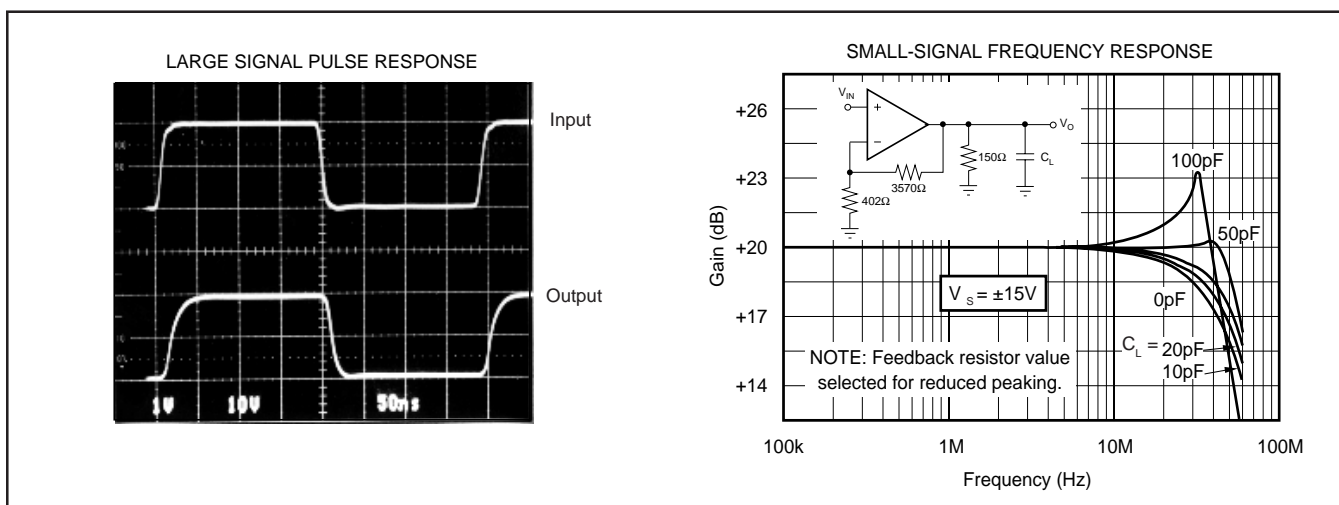 LARGE SIGNAL PULSE RESPONSE
Input
Output
1V 10V 50ns
SMALL-SIGNAL FREQUENCY RESPONSE
+26
+23
+20
+17
+14
Gain (dB)
V_IN
+
–
V_O
150Ω
C_L
3570Ω
402Ω
100pF
50pF
0pF
V_S = ±15V
C_L = 20pF
10pF
NOTE: Feedback resistor value
selected for reduced peaking.
100k 1M 10M 100M
Frequency (Hz)